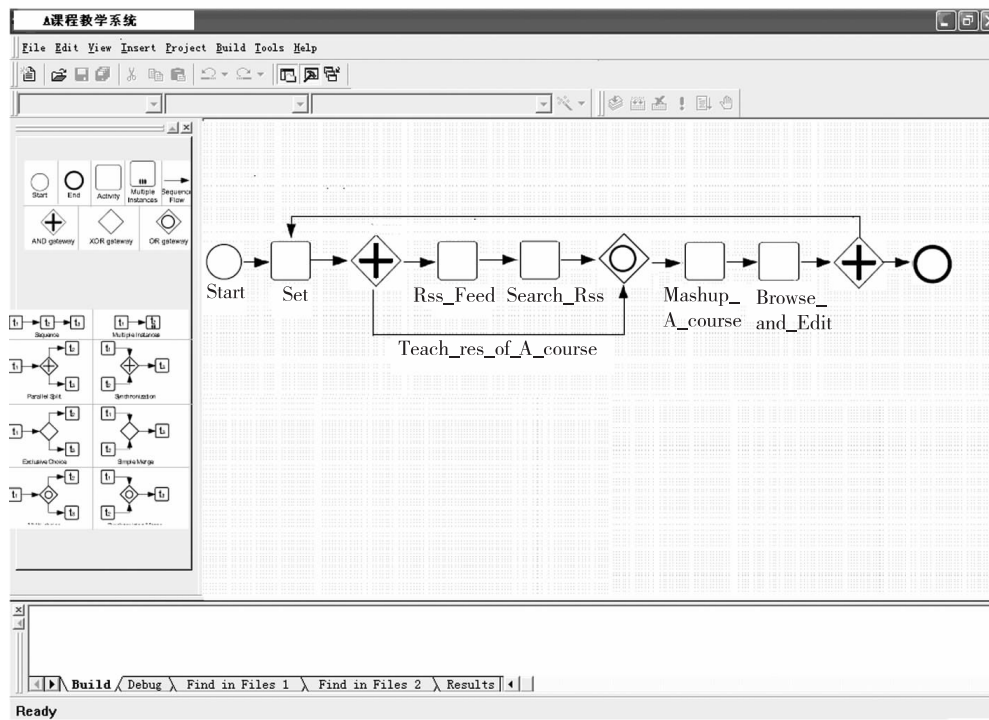 A课程教学系统
File Edit View Insert Project Build Tools Help
Start
End
Activity
Multiple
Instances
Sequence
Flow
AND gateway
XOR gateway
OR gateway
Sequence
Multiple Instances
Parallel Split
Synchronization
Exclusive Choice
Simple Merge
Start
Set
Rss_Feed
Search_Rss
Mashup_
A_course
Browse_
and_Edit
Teach_res_of_A_course
Build Debug Find in Files 1 Find in Files 2 Results
Ready